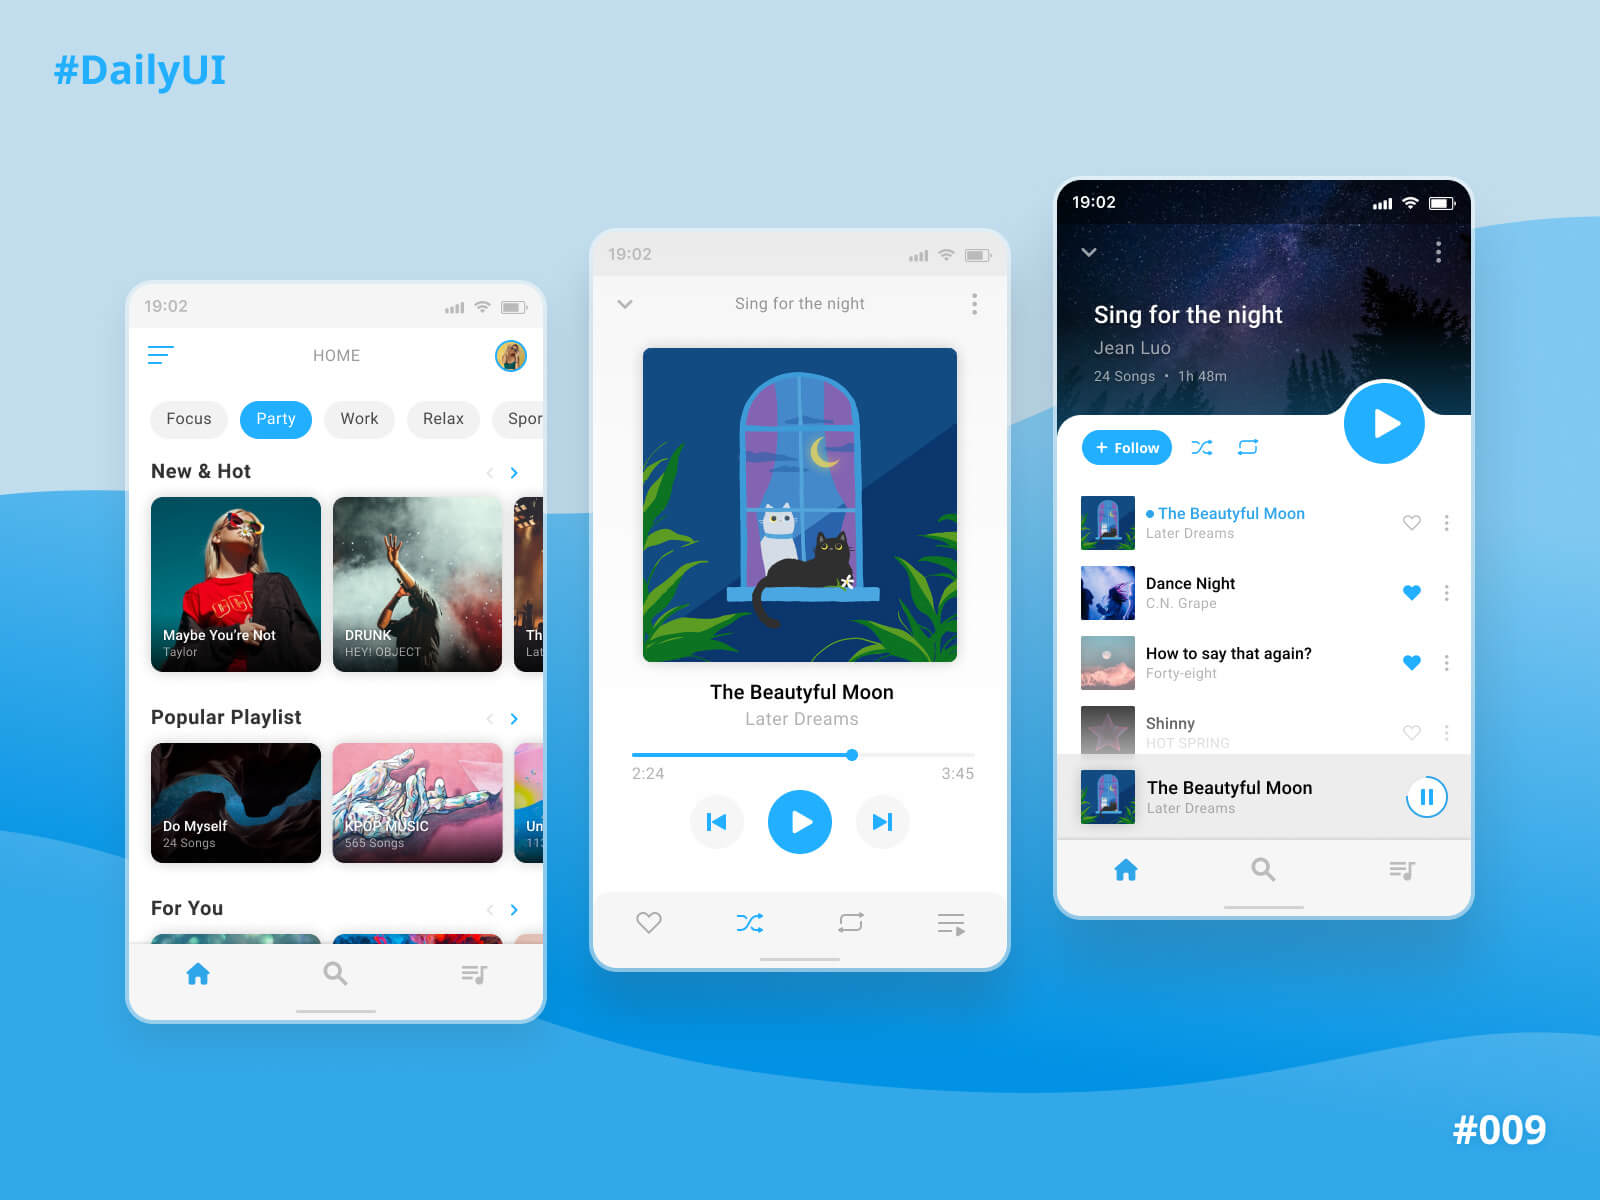 #DailyUI
19:02
HOME
Focus
Party
Work
Relax
Spor
New & Hot
Maybe You're Not
Taylor
DRUNK
HEY! OBJECT
Th
Lat
Popular Playlist
Do Myself
24 Songs
KPOP MUSIC
565 Songs
Un
113
For You
19:02
Sing for the night
The Beautyful Moon
Later Dreams
2:24
3:45
19:02
Sing for the night
Jean Luo
24 Songs • 1h 48m
+ Follow
The Beautyful Moon
Later Dreams
Dance Night
C.N. Grape
How to say that again?
Forty-eight
Shinny
HOT SPRING
The Beautyful Moon
Later Dreams
#009